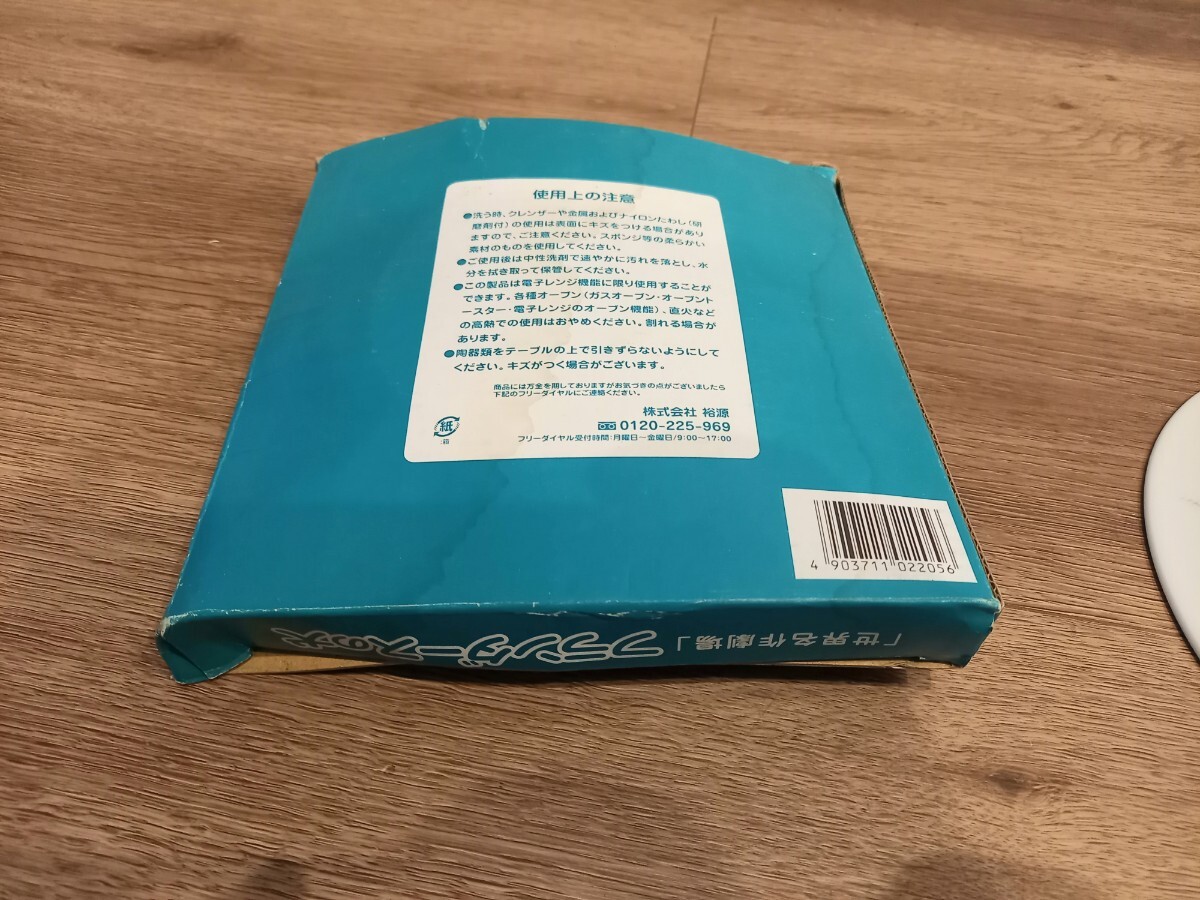 使用上の注意
●洗う時、クレンザーや金属およびナイロンたわし（研
磨剤付）の使用は表面にキズをつける場合があり
ますので、ご注意ください。スポンジ等の柔らかい
素材のものを使用してください。
●ご使用後は中性洗剤で速やかに汚れを落とし、水
分を拭き取って保管してください。
●この製品は電子レンジ機能に限り使用することが
できます。各種オーブン（ガスオーブン・オーブント
ースター・電子レンジのオーブン機能）、直火など
の高熱での使用はおやめください。割れる場合が
あります。
●陶器類をテーブルの上で引きずらないようにして
ください。キズがつく場合がございます。
商品には万全を期しておりますがお気づきの点がございましたら
下記のフリーダイヤルにご連絡ください。
紙
:箱
株式会社 裕源
0120-225-969
フリーダイヤル受付時間:月曜日～金曜日/9:00～17:00
4 903711 022056
「世界名作劇場」フランダースの犬